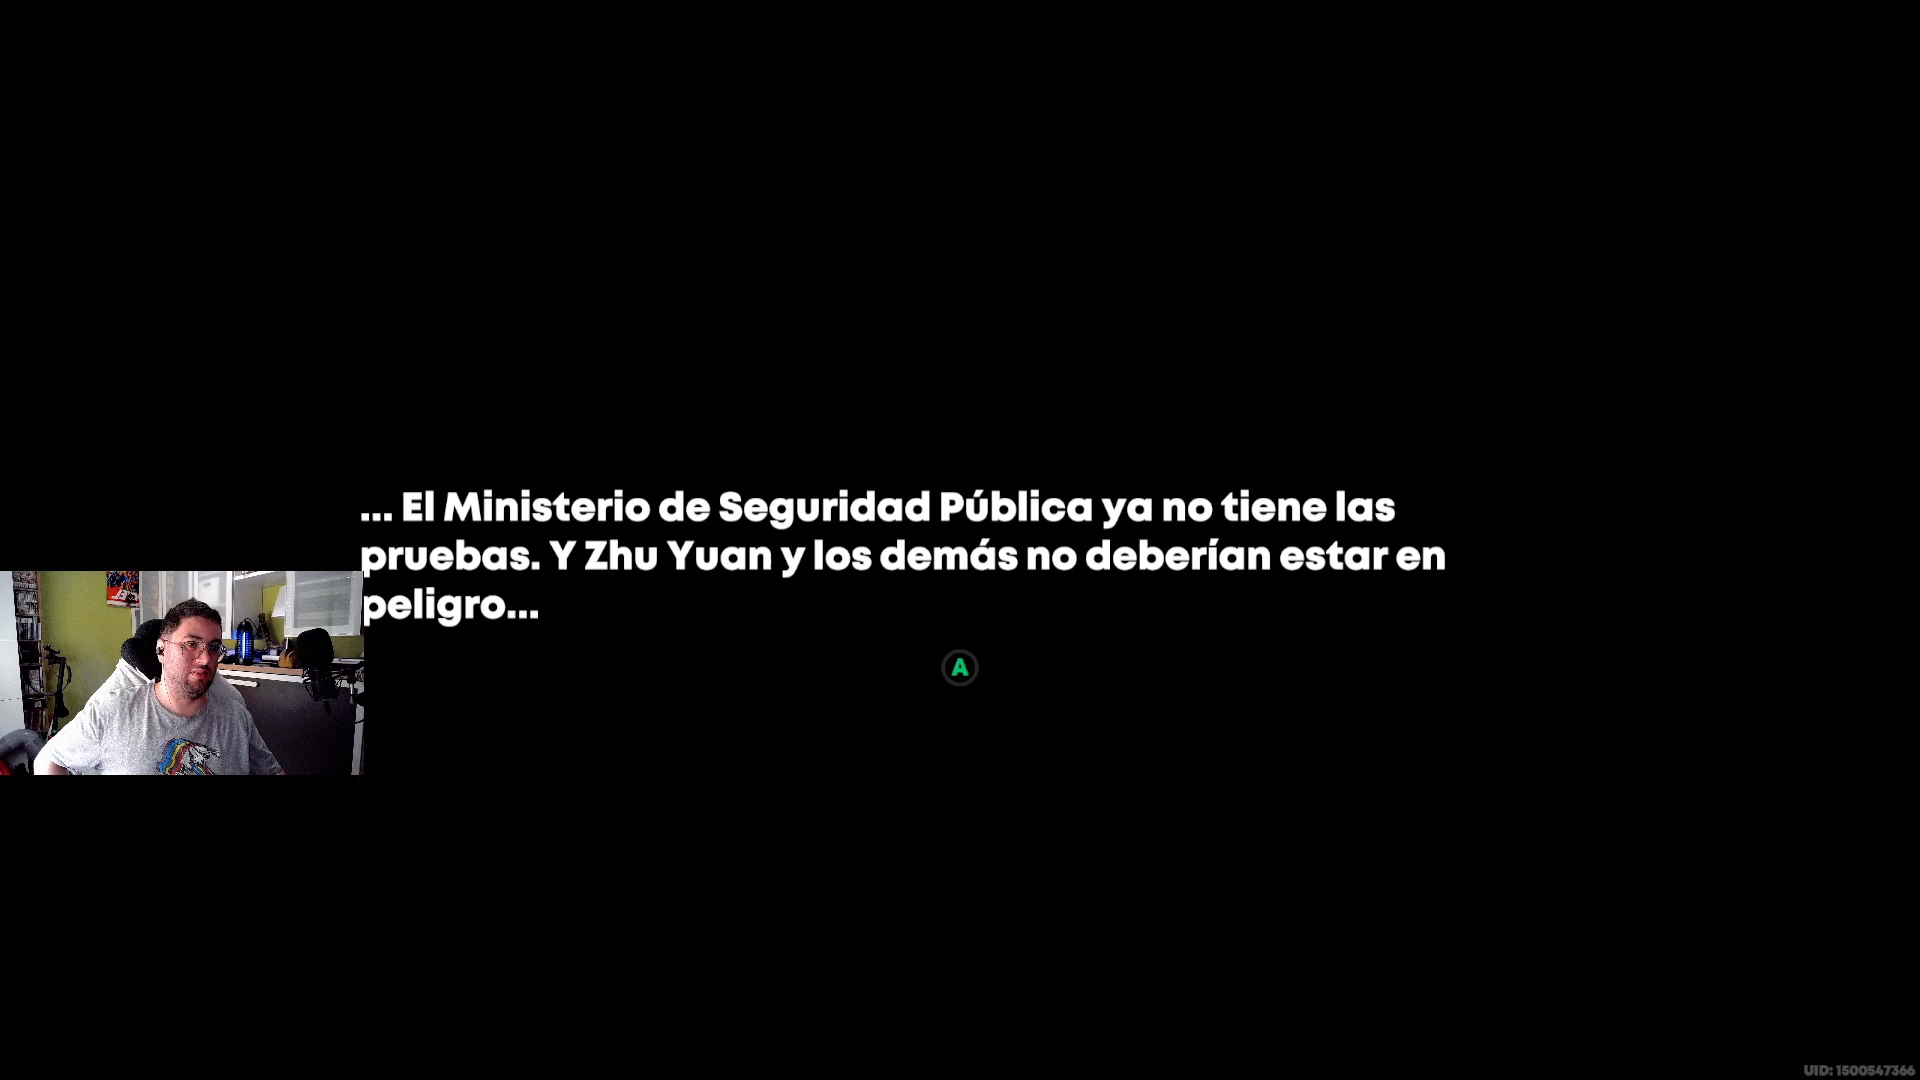 ... El Ministerio de Seguridad Pública ya no tiene las
pruebas. Y Zhu Yuan y los demás no deberían estar en
peligro...
A
UID: 1500547366